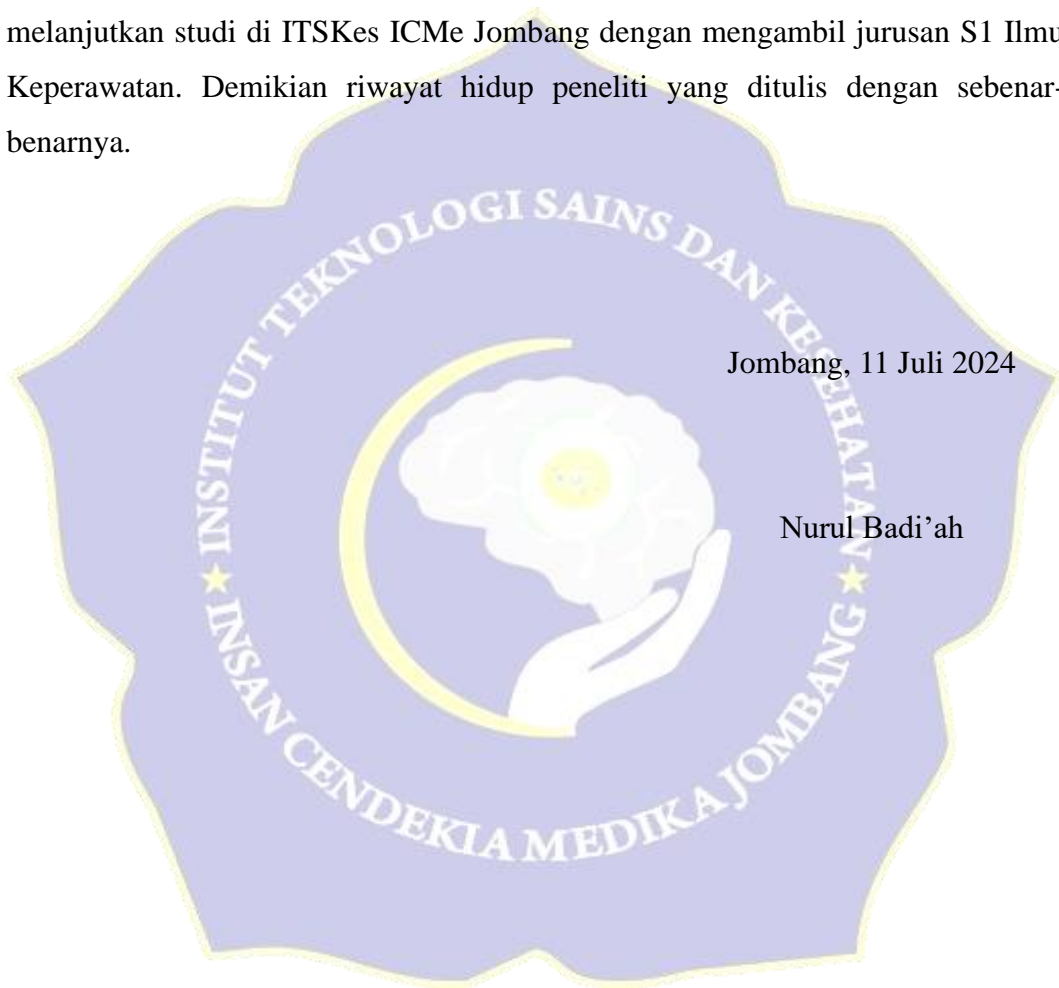 melanjutkan studi di ITSKes ICMe Jombang dengan mengambil jurusan S1 Ilmu
Keperawatan. Demikian riwayat hidup peneliti yang ditulis dengan sebenar-
benarnya.
INSTITUT TEKNOLOGI SAINS DAN KESEHATAN
Jombang, 11 Juli 2024
Nurul Badi’ah
INSAN CENDEKIA MEDIKA JOMBANG